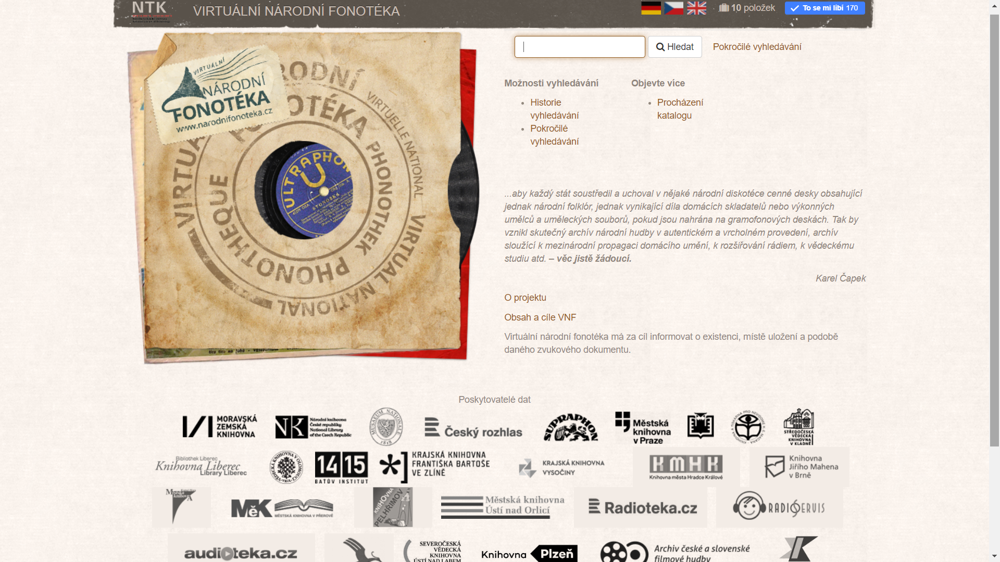 NTK
VIRTUÁLNÍ NÁRODNÍ FONOTÉKA
10 položek
To se mi líbí 170
Hledat
Pokročilé vyhledávání
VIRTUÁLNÍ
NÁRODNÍ
FONOTÉKA
www.narodnifonoteka.cz
VIRTUELLE NATIONAL
PHONOTHEK
VIRTUAL NATIONAL
PHONOTHEQUE
ULTRAPHON
U
STONOŽKA
Možnosti vyhledávání
Historie
vyhledávání
Pokročilé
vyhledávání
Objevte více
Procházení
katalogu
...aby každý stát soustředil a uchoval v nějaké národní diskotéce cenné desky obsahující
jednak národní folklór, jednak vynikající díla domácích skladatelů nebo výkonných
umělců a uměleckých souborů, pokud jsou nahrána na gramofonových deskách. Tak by
vznikl skutečný archív národní hudby v autentickém a vrcholném provedení, archív
sloužící k mezinárodní propagaci domácího umění, k rozšiřování rádiem, k vědeckému
studiu atd. – věc jistě žádoucí.
Karel Čapek
O projektu
Obsah a cíle VNF
Virtuální národní fonotéka má za cíl informovat o existenci, místě uložení a podobě
daného zvukového dokumentu.
Poskytovatelé dat
MORAVSKÁ
ZEMSKÁ
KNIHOVNA
NK
Národní knihovna
České republiky
National Library
of the Czech Republic
MUSEUM NATIONALE
1818
Český rozhlas
SUPRAPHON
Městská
knihovna
v Praze
KNIHOVNA A TISKÁRNA PRO NEVIDOMÉ K.E. MACANA
STŘEDOČESKÁ
VĚDECKÁ
KNIHOVNA
V KLADNĚ
Bibliothek Liberec
Knihovna Liberec
Library Liberec
VĚDECKÁ KNIHOVNA V OLOMOUCI
14|15
BAŤŮV INSTITUT
KRAJSKÁ KNIHOVNA
FRANTIŠKA BARTOŠE
VE ZLÍNĚ
KRAJSKÁ KNIHOVNA
VYSOČINY
KMHK
Knihovna města Hradce Králové
Knihovna
Jiřího Mahena
v Brně
MěK
MĚSTSKÁ KNIHOVNA V PŘEROVĚ
KNIHOVNA
PELHŘIMOV
Městská knihovna
Ústí nad Orlicí
Radioteka.cz
RADIOSERVIS
audioteka.cz
SEVEROČESKÁ
VĚDECKÁ
KNIHOVNA
ÚSTÍ NAD LABEM
Knihovna Plzeň
Archiv české a slovenské
filmové hudby